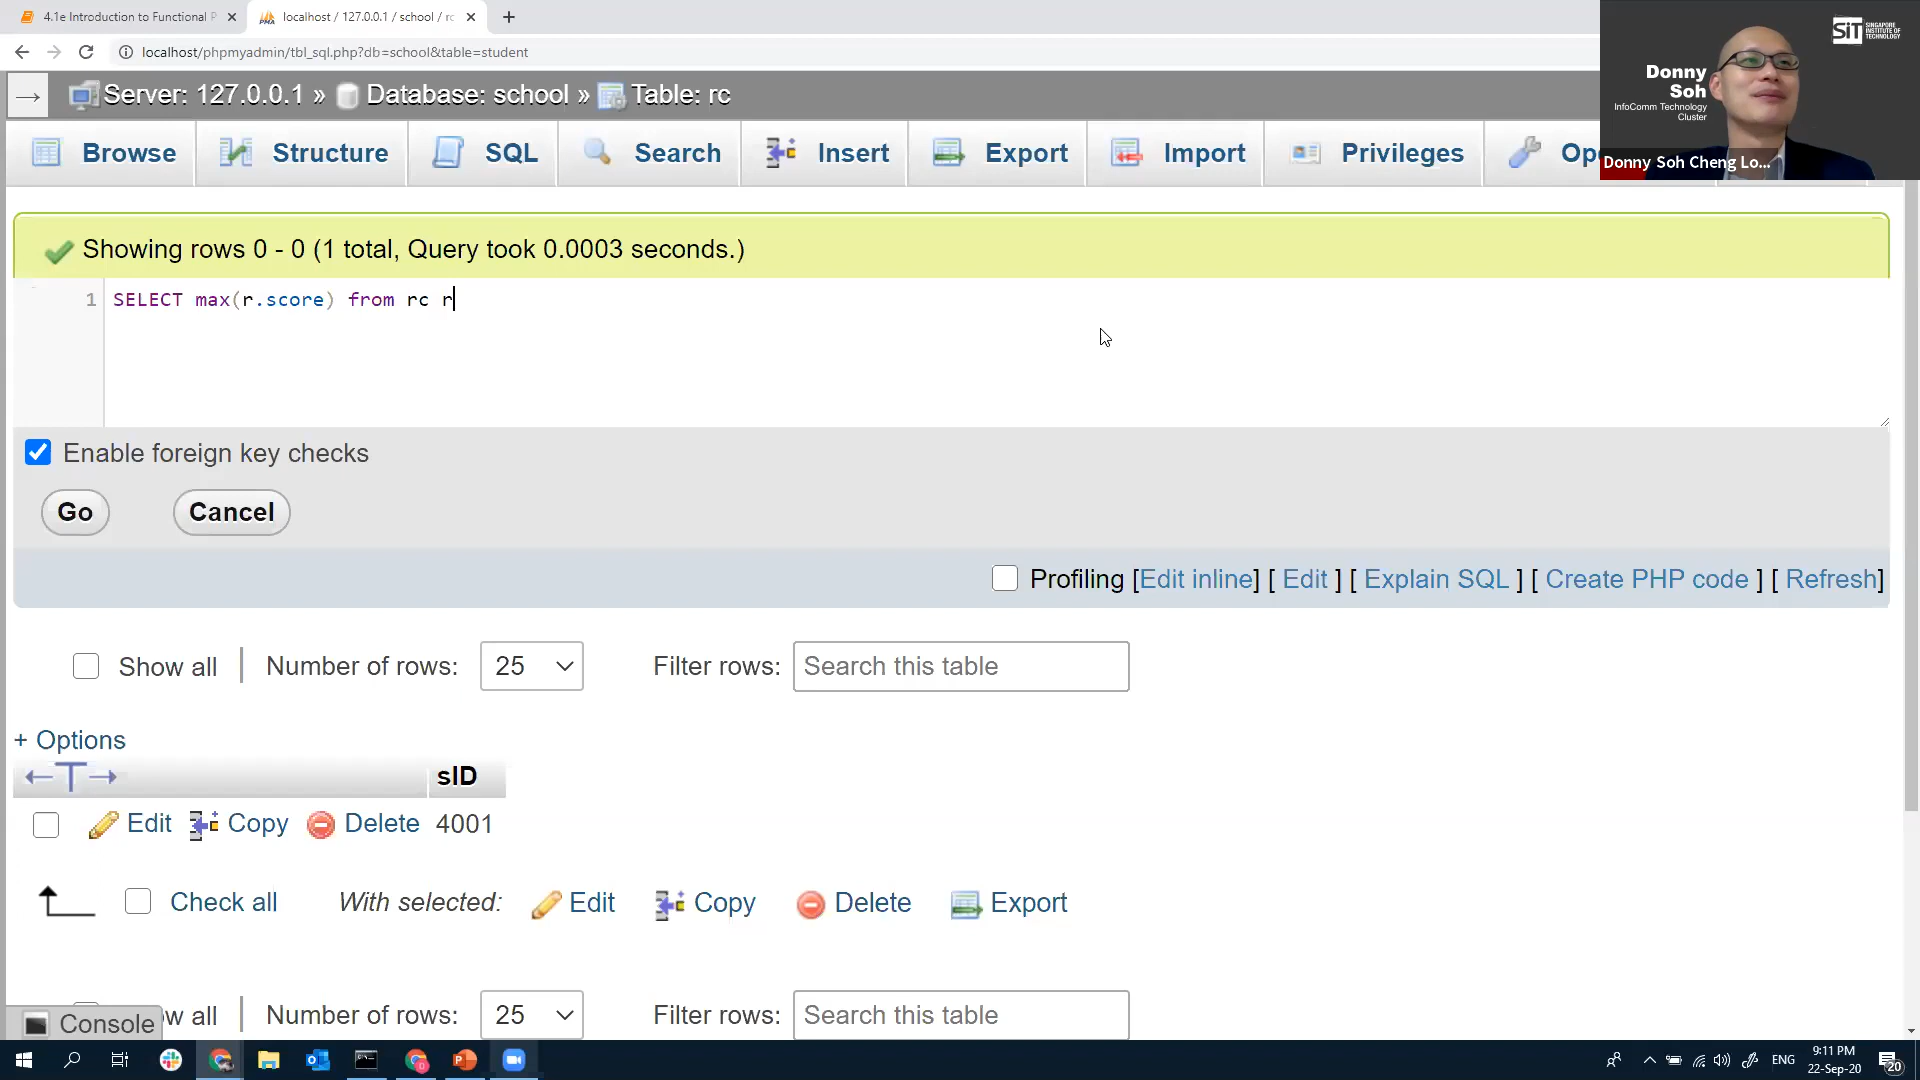 4.1e Introduction to Functional P
localhost / 127.0.0.1 / school / rc
localhost/phpmyadmin/tbl_sql.php?db=school&table=student
SiT SINGAPORE INSTITUTE OF TECHNOLOGY
Donny
Soh
InfoComm Technology
Cluster
Donny Soh Cheng Lo...
Server: 127.0.0.1 » Database: school » Table: rc
Browse Structure SQL Search Insert Export Import Privileges Op
Showing rows 0 - 0 (1 total, Query took 0.0003 seconds.)
1 SELECT max(r.score) from rc r
Enable foreign key checks
Go Cancel
Profiling [Edit inline] [ Edit ] [ Explain SQL ] [ Create PHP code ] [ Refresh]
Show all Number of rows: 25 Filter rows: Search this table
+ Options
←T→ sID
Edit Copy Delete 4001
Check all With selected: Edit Copy Delete Export
Console w all Number of rows: 25 Filter rows: Search this table
ENG 9:11 PM
22-Sep-20 20